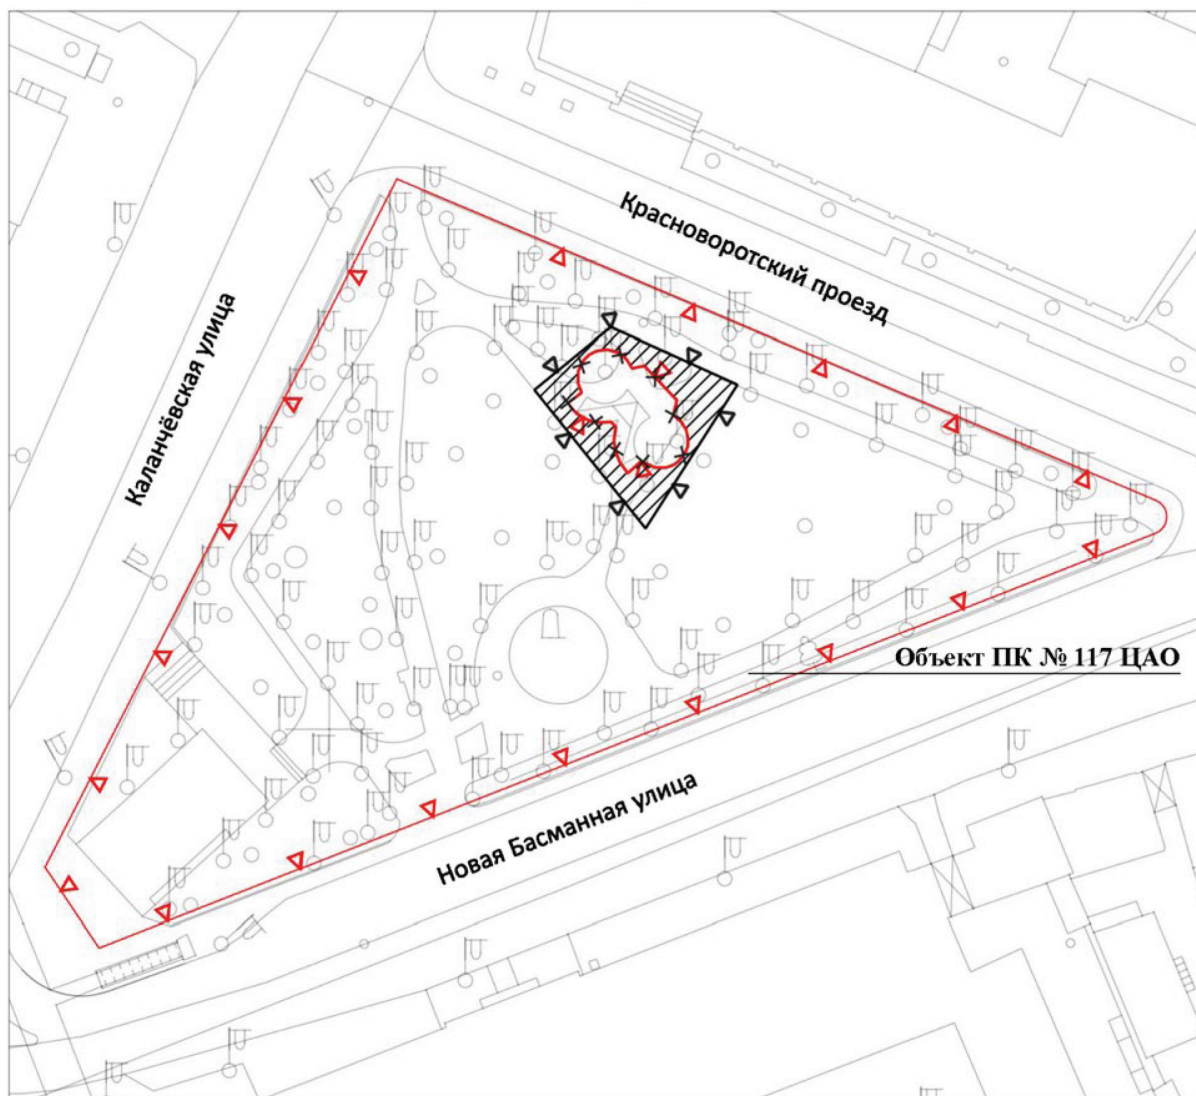 Красноворотский проезд
Каланчёвская улица
Объект ПК № 117 ЦАО
Новая Басманная улица